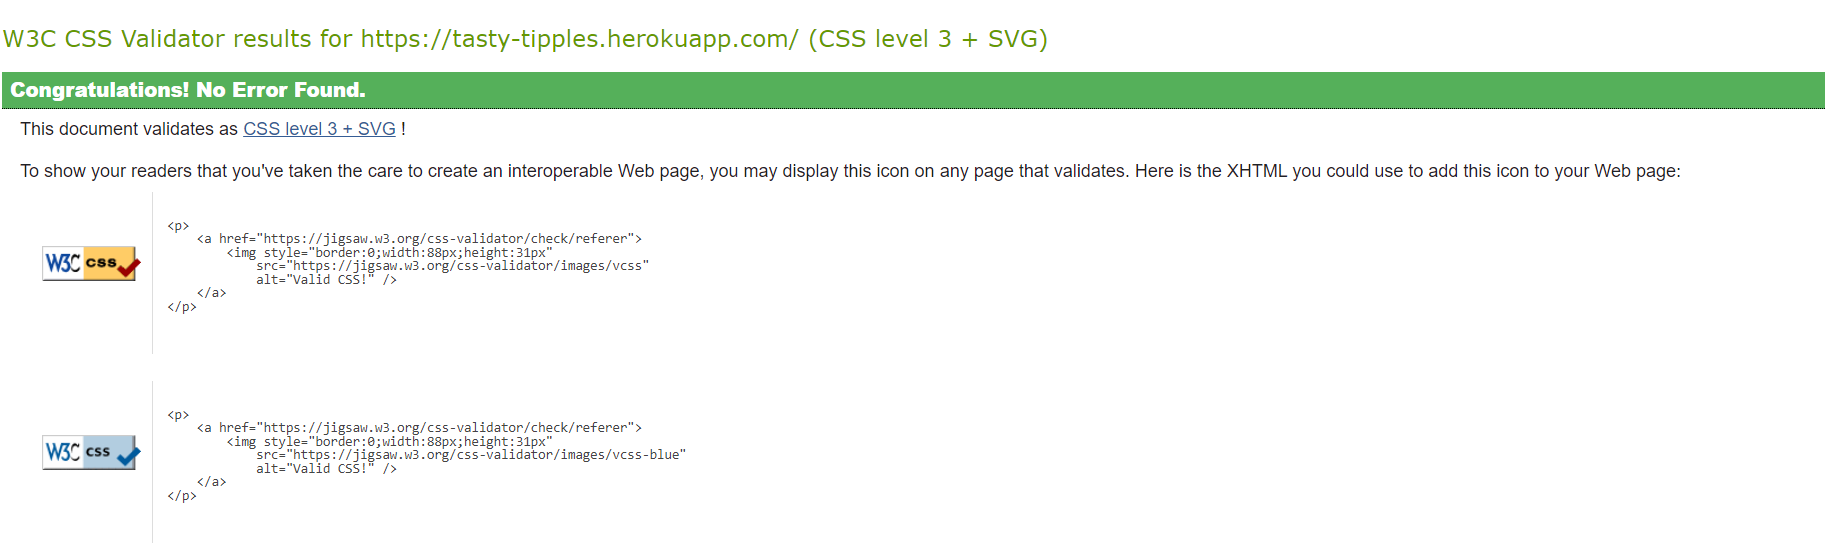 W3C CSS Validator results for https://tasty-tipples.herokuapp.com/ (CSS level 3 + SVG)
Congratulations! No Error Found.
This document validates as CSS level 3 + SVG !
To show your readers that you've taken the care to create an interoperable Web page, you may display this icon on any page that validates. Here is the XHTML you could use to add this icon to your Web page:
W3C css
<p>
    <a href="https://jigsaw.w3.org/css-validator/check/referer">
        <img style="border:0;width:88px;height:31px"
            src="https://jigsaw.w3.org/css-validator/images/vcss"
            alt="Valid CSS!" />
    </a>
</p>
W3C css
<p>
    <a href="https://jigsaw.w3.org/css-validator/check/referer">
        <img style="border:0;width:88px;height:31px"
            src="https://jigsaw.w3.org/css-validator/images/vcss-blue"
            alt="Valid CSS!" />
    </a>
</p>